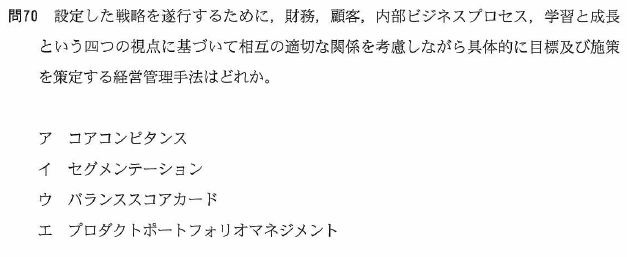 問70 設定した戦略を遂行するために，財務，顧客，内部ビジネスプロセス，学習と成長
という四つの視点に基づいて相互の適切な関係を考慮しながら具体的に目標及び施策
を策定する経営管理手法はどれか。
ア コアコンピタンス
イ セグメンテーション
ウ バランススコアカード
エ プロダクトポートフォリオマネジメント